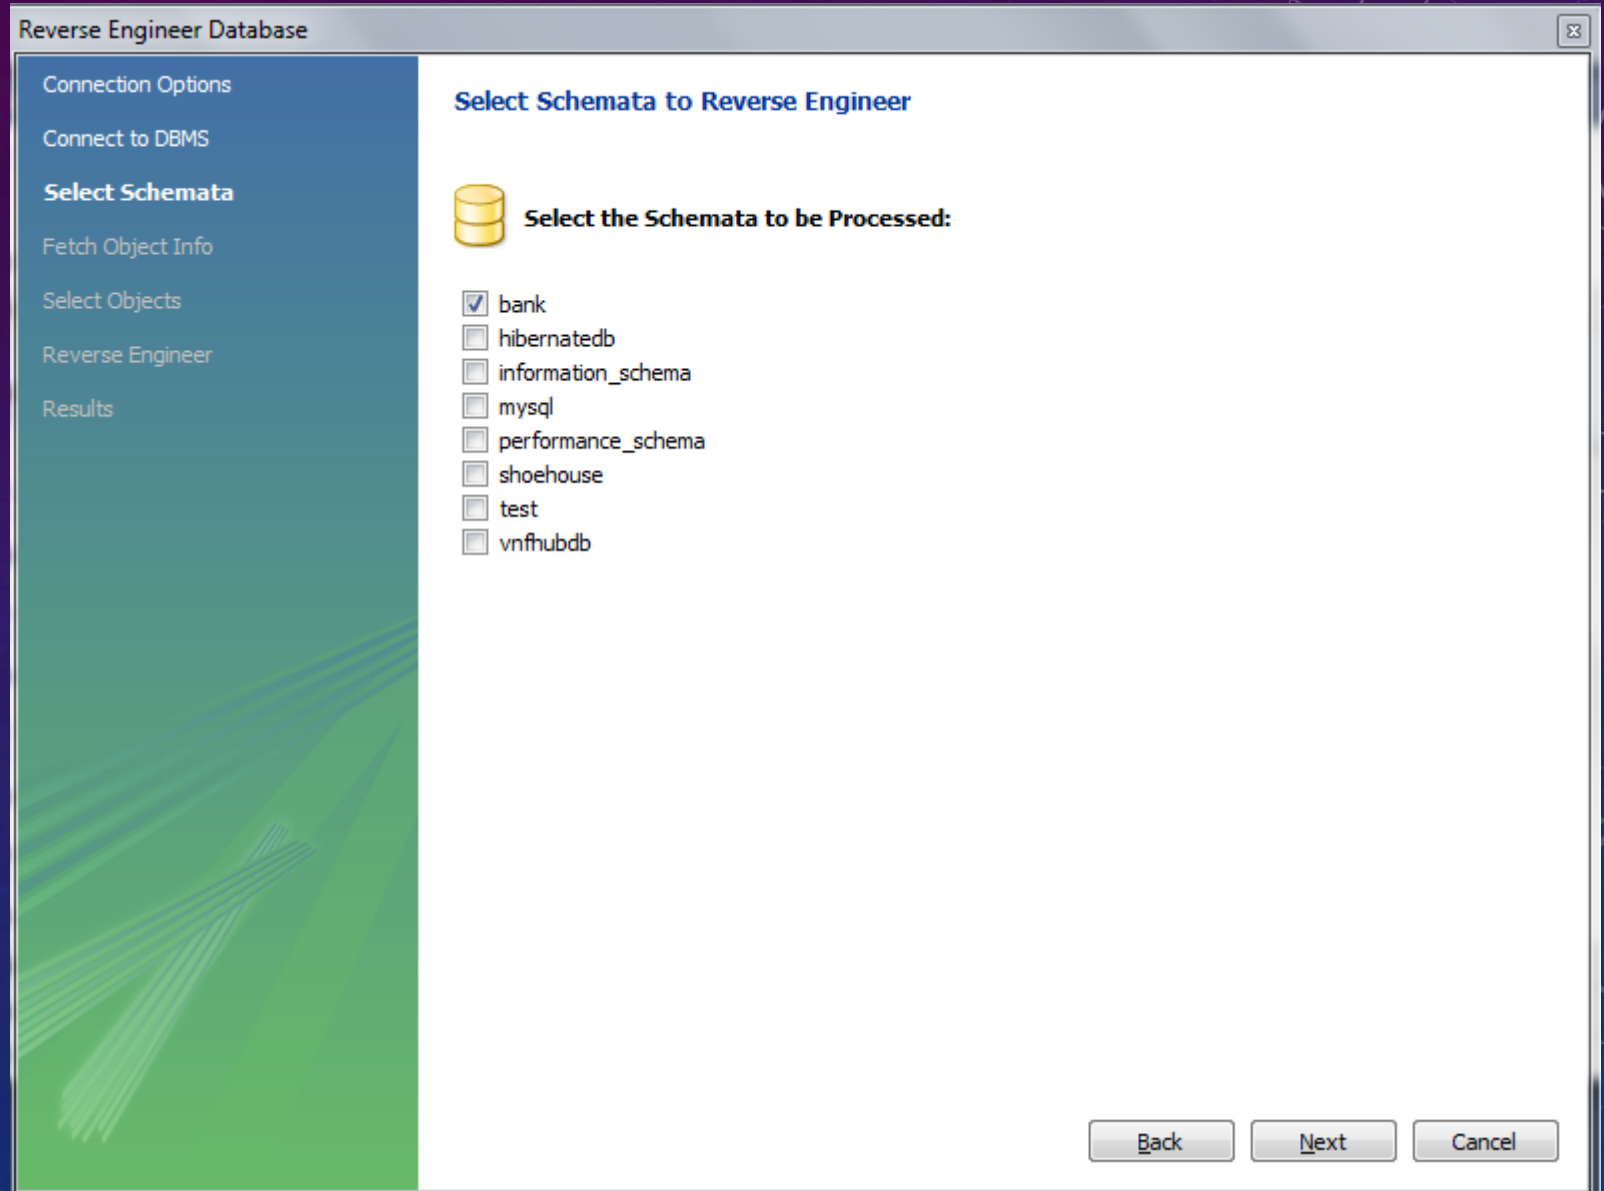 Reverse Engineer Database
Connection Options
Connect to DBMS
Select Schemata
Fetch Object Info
Select Objects
Reverse Engineer
Results
Select Schemata to Reverse Engineer
Select the Schemata to be Processed:
bank
hibernatedb
information_schema
mysql
performance_schema
shoehouse
test
vnfhubdb
Back Next Cancel